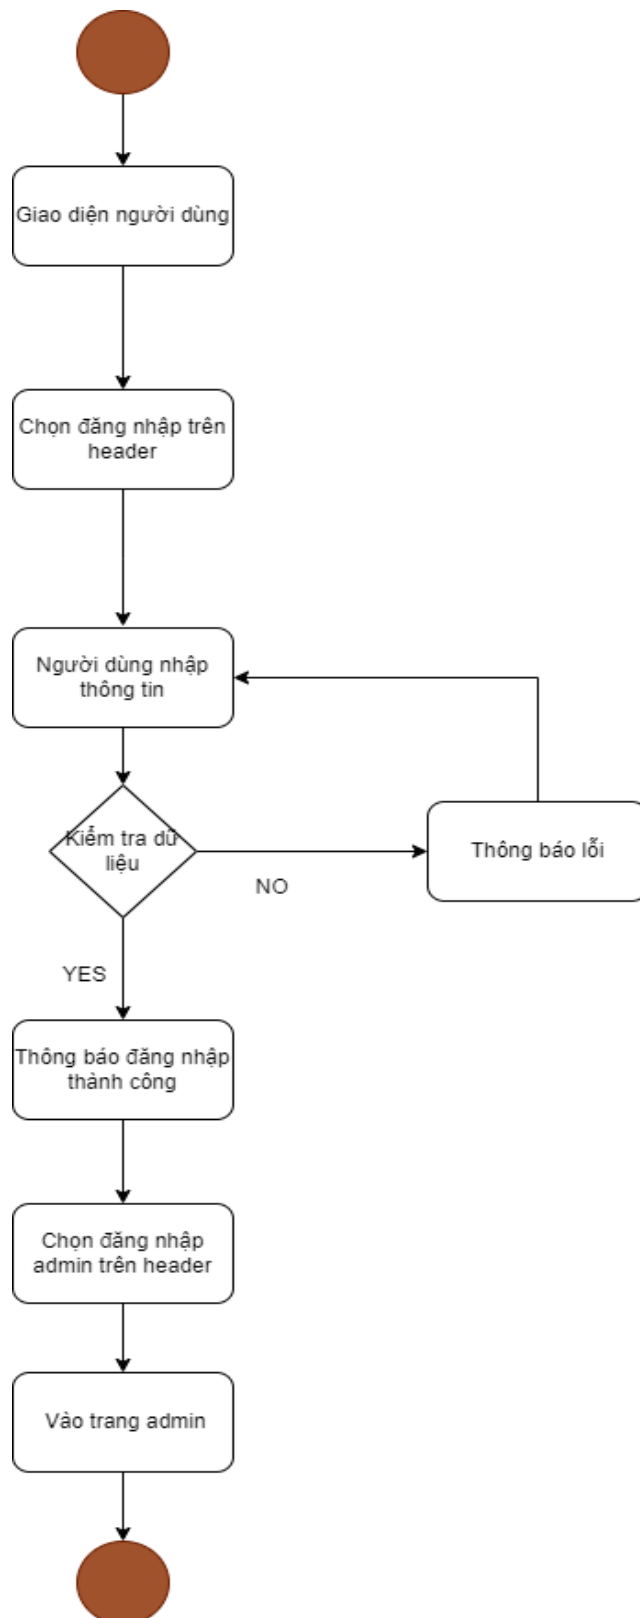 Giao diện người dùng
Chọn đăng nhập trên
header
Người dùng nhập
thông tin
Kiểm tra dữ
liệu
Thông báo lỗi
NO
YES
Thông báo đăng nhập
thành công
Chọn đăng nhập
admin trên header
Vào trang admin